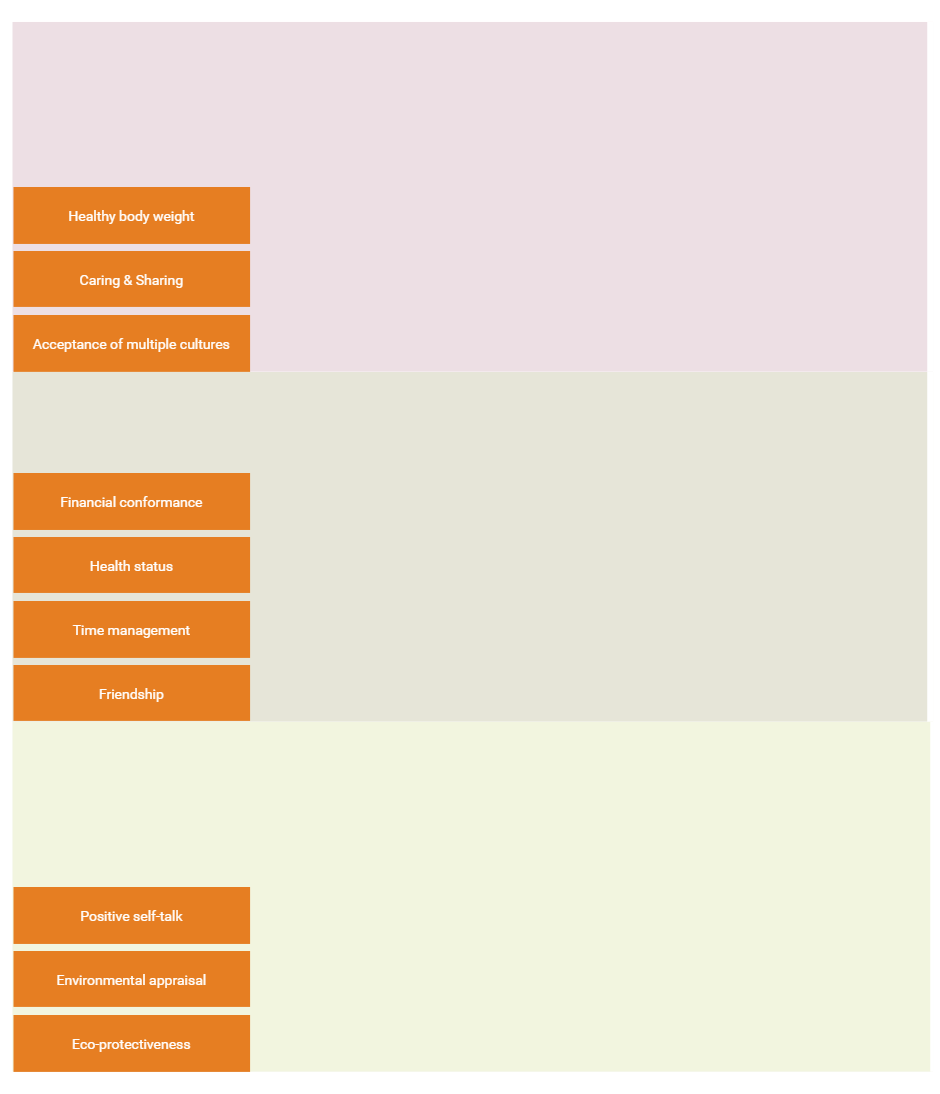 Healthy body weight
Caring & Sharing
Acceptance of multiple cultures
Financial conformance
Health status
Time management
Friendship
Positive self-talk
Environmental appraisal
Eco-protectiveness